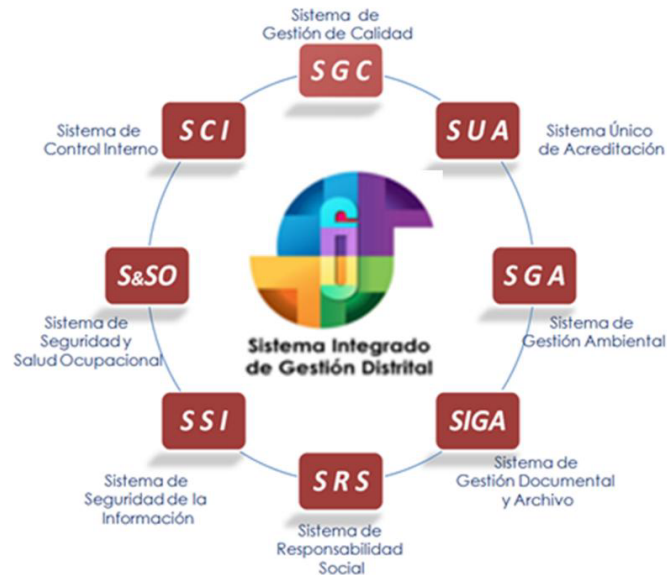 Sistema de
Gestión de Calidad
SGC
SUA
Sistema Único
de Acreditación
SGA
Sistema de
Gestión Ambiental
SIGA
Sistema de
Gestión Documental
y Archivo
SRS
Sistema de
Responsabilidad
Social
SSI
Sistema de
Seguridad de la
Información
S&SO
Sistema de
Seguridad y
Salud Ocupacional
SCI
Sistema de
Control Interno
Sistema Integrado
de Gestión Distrital